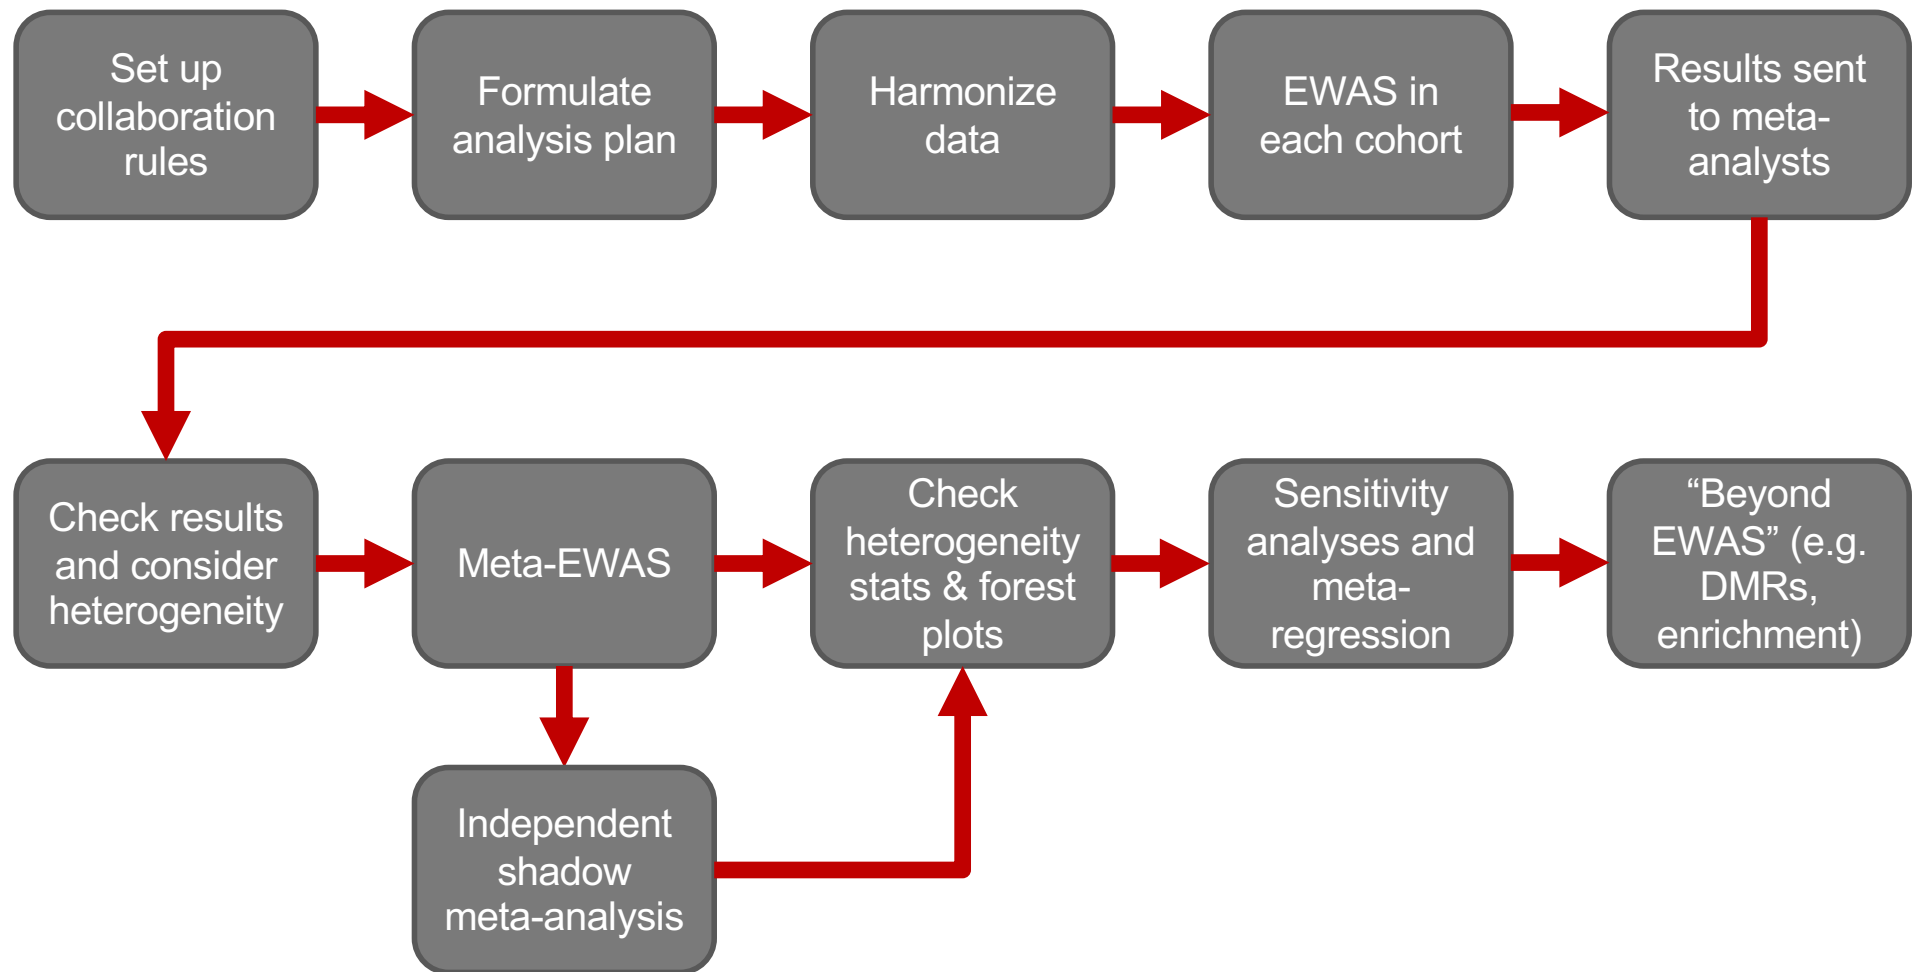 Set up
collaboration
rules
Formulate
analysis plan
Harmonize
data
EWAS in
each cohort
Results sent
to meta-
analysts
Check results
and consider
heterogeneity
Meta-EWAS
Check
heterogeneity
stats & forest
plots
Sensitivity
analyses and
meta-
regression
“Beyond
EWAS” (e.g.
DMRs,
enrichment)
Independent
shadow
meta-analysis